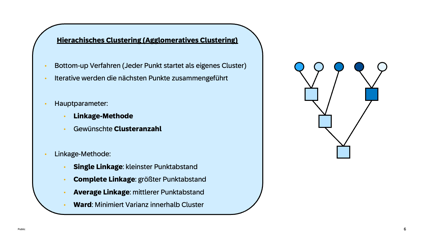 Hierachisches Clustering (Agglomeratives Clustering)
• Bottom-up Verfahren (Jeder Punkt startet als eigenes Cluster)
• Iterative werden die nächsten Punkte zusammengeführt
• Hauptparameter:
• Linkage-Methode
• Gewünschte Clusteranzahl
• Linkage-Methode:
• Single Linkage: kleinster Punktabstand
• Complete Linkage: größter Punktabstand
• Average Linkage: mittlerer Punktabstand
• Ward: Minimiert Varianz innerhalb Cluster
Public
6